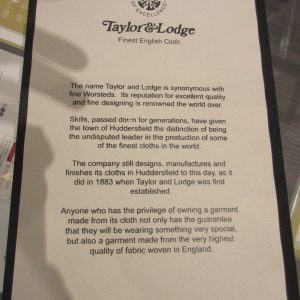 OF EXCELLENCE
Taylor & Lodge
Finest English Cloth
The name Taylor and Lodge is synonymous with
fine Worsteds. Its reputation for excellent quality
and fine designing is renowned the world over.
Skills, passed down for generations, have given
the town of Huddersfield the distinction of being
the undisputed leader in the production of some
of the finest cloths in the world.
The company still designs, manufactures and
finishes its cloths in Huddersfield to this day, as it
did in 1883 when Taylor and Lodge was first
established.
Anyone who has the privilege of owning a garment
made from its cloth not only has the guarantee
that they will be wearing something very special,
but also a garment made from the very highest
quality of fabric woven in England.